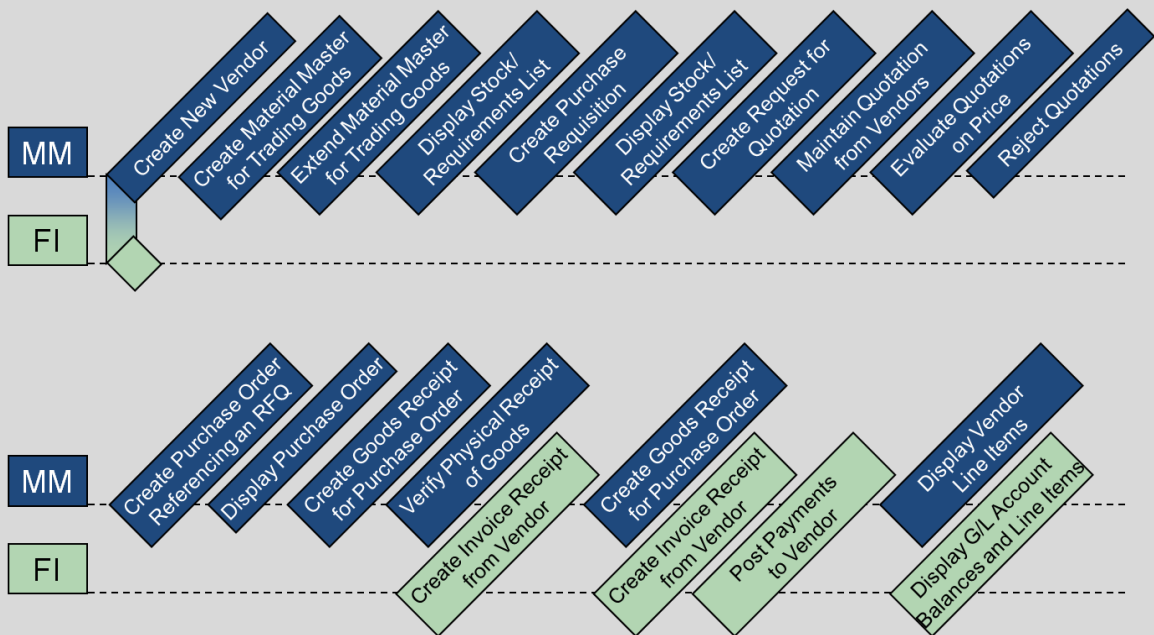 MM
Create New Vendor
Create Material Master
for Trading Goods
Extend Material Master
for Trading Goods
Display Stock/
Requirements List
Create Purchase
Requisition
Display Stock/
Requirements List
Create Request for
Quotation
Maintain Quotation
from Vendors
Evaluate Quotations
on Price
Reject Quotations
FI
MM
Create Purchase Order
Referencing an RFQ
Display Purchase Order
Create Goods Receipt
for Purchase Order
Verify Physical Receipt
of Goods
Create Goods Receipt
for Purchase Order
Display Vendor
Line Items
FI
Create Invoice Receipt
from Vendor
Create Invoice Receipt
from Vendor
Post Payments
to Vendor
Display G/L Account
Balances and Line Items